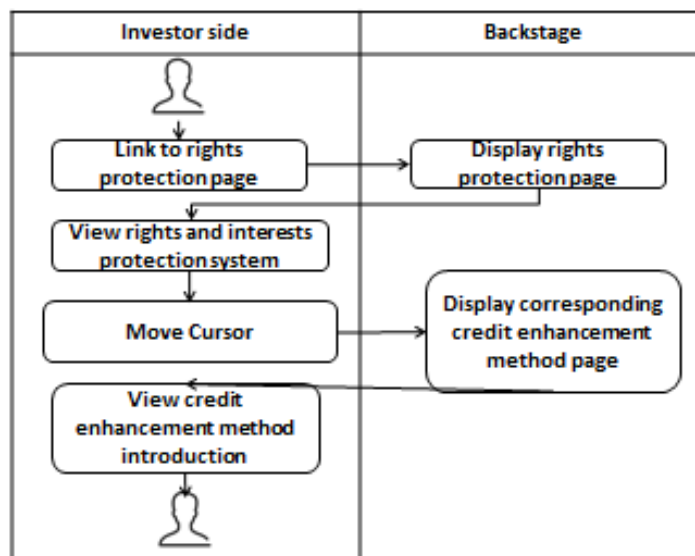 Investor side
Backstage
Link to rights
protection page
Display rights
protection page
View rights and interests
protection system
Move Cursor
Display corresponding
credit enhancement
method page
View credit
enhancement method
introduction